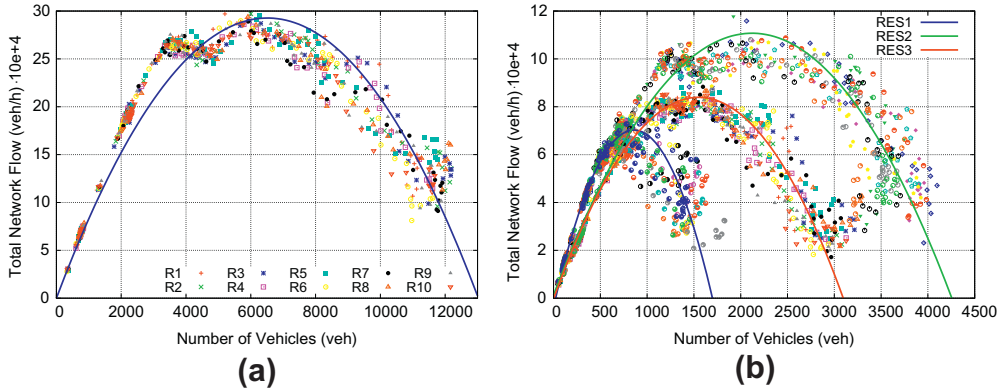 Total Network Flow (veh/h)·10e+4
30
25
20
15
10
5
0
0 2000 4000 6000 8000 10000 12000
R1 R3 R5 R7 R9
R2 R4 R6 R8 R10
Number of Vehicles (veh)
(a)
Total Network Flow (veh/h)·10e+4
12
10
8
6
4
2
0
0 500 1000 1500 2000 2500 3000 3500 4000 4500
RES1
RES2
RES3
Number of Vehicles (veh)
(b)